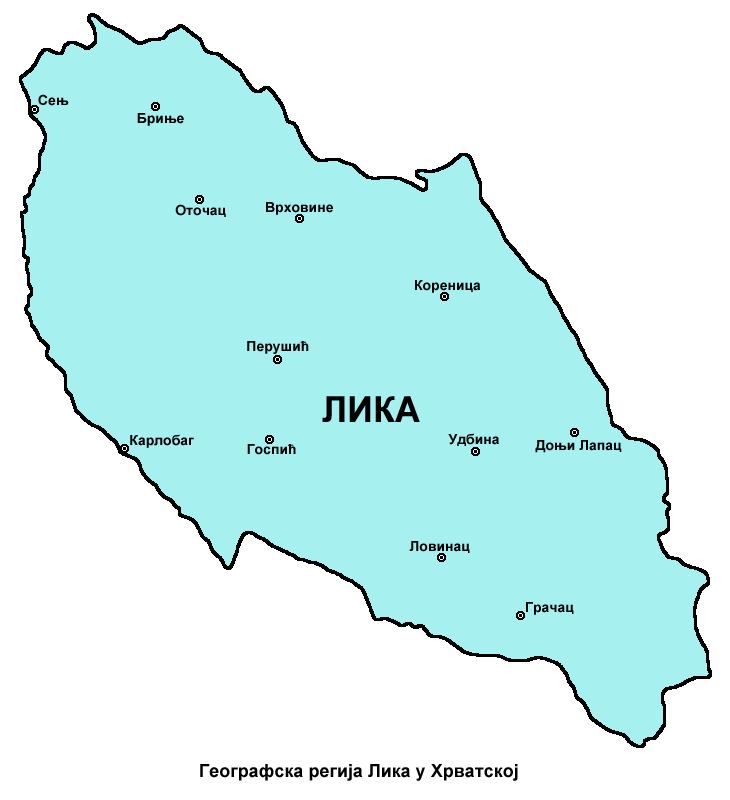 Сењ
Бриње
Оточац
Врховине
Кореница
Перушић
ЛИКА
Карлобаг
Госпић
Удбина
Доњи Лапац
Ловинац
Грачац
Географска регија Лика у Хрватској